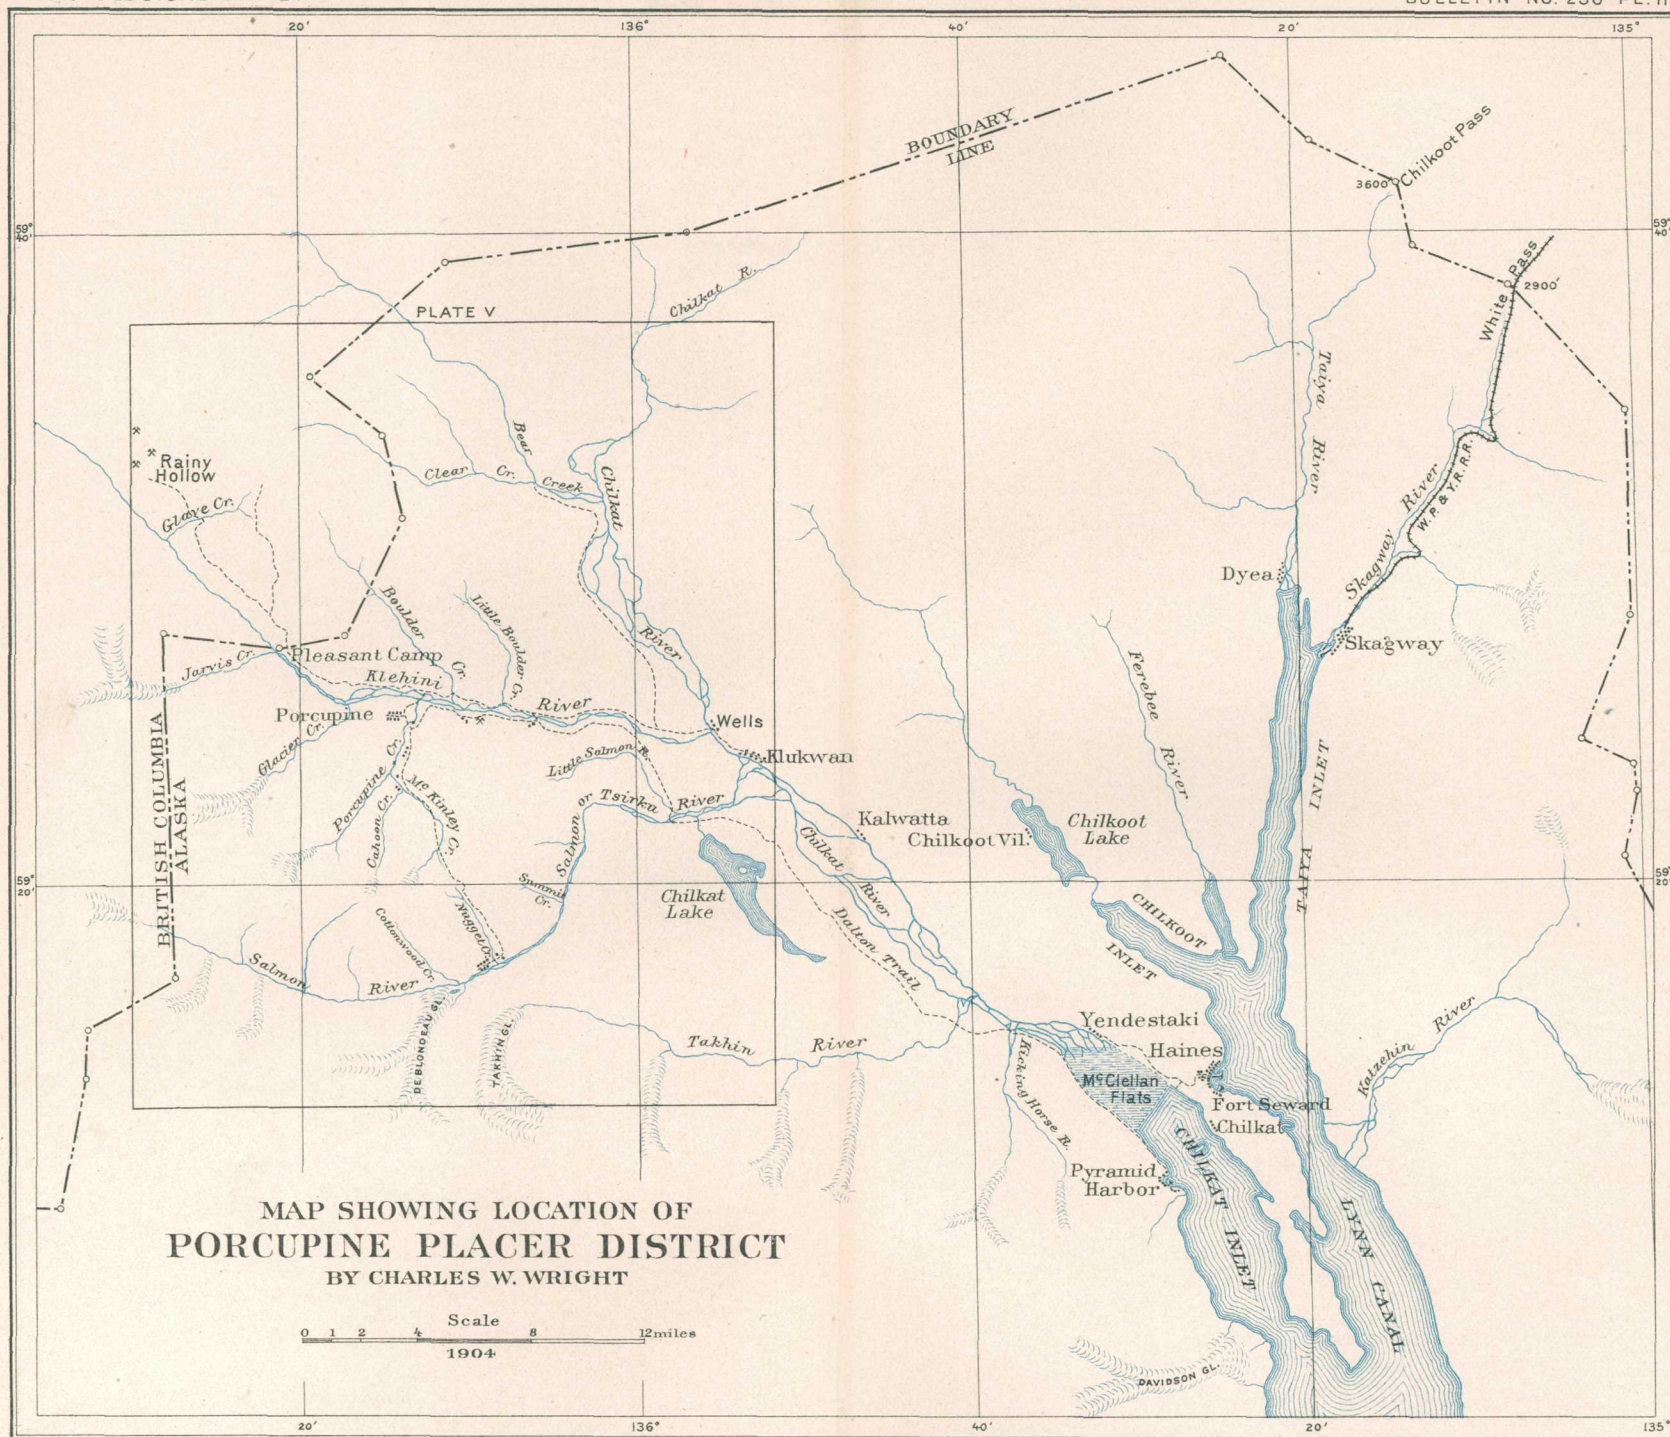 BULLETIN NO. 236 PL. II
20′
136°
40′
20′
135°
BOUNDARY
LINE
3600′
Chilkoot Pass
59°
40′
59°
40′
White Pass
2900′
PLATE V
Chilkat R.
Taiya River
Rainy
Hollow
Glave Cr.
Bear
Creek
Clear Cr.
Chilkat
River
Skagway River
W. P. & Y. R. R.R.
Dyea
Skagway
Boulder Cr.
Little Boulder Cr.
Jarvis Cr.
Pleasant Camp
Klehini
River
Porcupine
Glacier Cr.
Wells
Klukwan
Little Salmon R.
Ferebee
River
BRITISH COLUMBIA
ALASKA
Porcupine Cr.
Cahoon Cr.
McKinley Cr.
Salmon or Tsirku River
Kalwatta
Chilkoot Vil.
Chilkoot
Lake
TAIYA INLET
Chilkat
River
59°
20′
59°
20′
Summit
Cr.
Chilkat
Lake
Dalton Trail
CHILKOOT
INLET
Nugget Cr.
Cottonwood Cr.
Salmon
River
DE BLONDEAU GL.
TAKHIN GL.
Takhin
River
Kicking Horse R.
Yendestaki
Haines
McClellan
Flats
Fort Seward
Chilkat
Katzehin
River
Pyramid
Harbor
CHILKAT INLET
LYNN CANAL
DAVIDSON GL.
MAP SHOWING LOCATION OF
PORCUPINE PLACER DISTRICT
BY CHARLES W. WRIGHT
Scale
0 1 2 4 8 12 miles
1904
20′
136°
40′
20′
135°